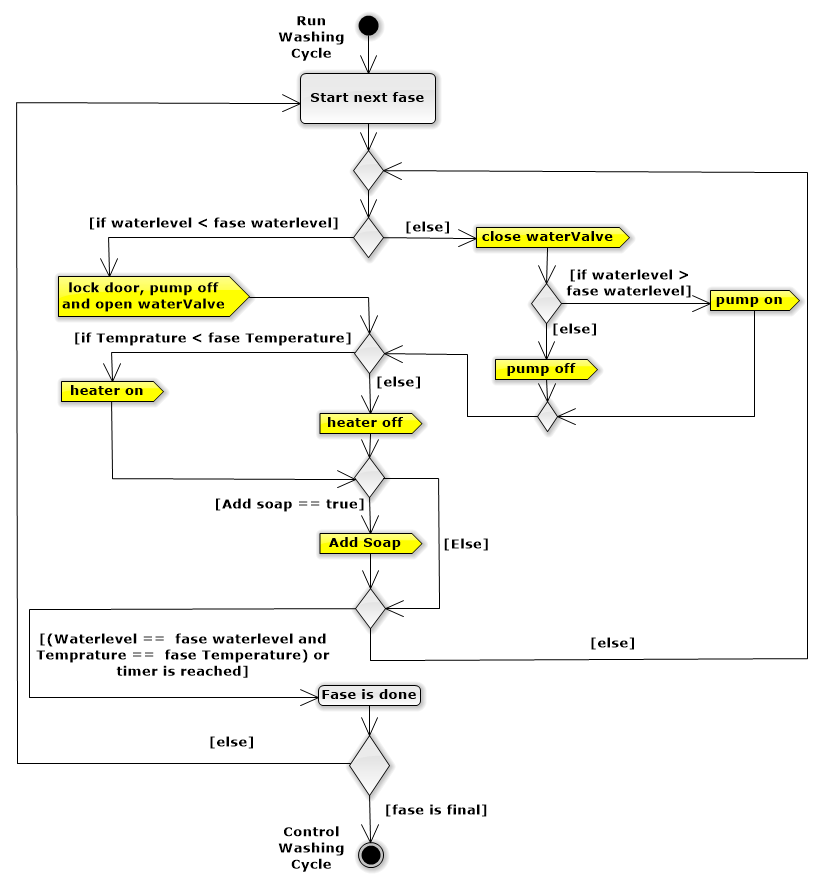 Run
Washing
Cycle
Start next fase
[if waterlevel < fase waterlevel]
[else]
close waterValve
lock door, pump off
and open waterValve
[if waterlevel >
fase waterlevel]
pump on
[else]
[if Temprature < fase Temperature]
pump off
[else]
heater on
heater off
[Add soap == true]
Add Soap
[Else]
[(Waterlevel ==  fase waterlevel and
Temprature ==  fase Temperature) or
timer is reached]
[else]
Fase is done
[else]
[fase is final]
Control
Washing
Cycle